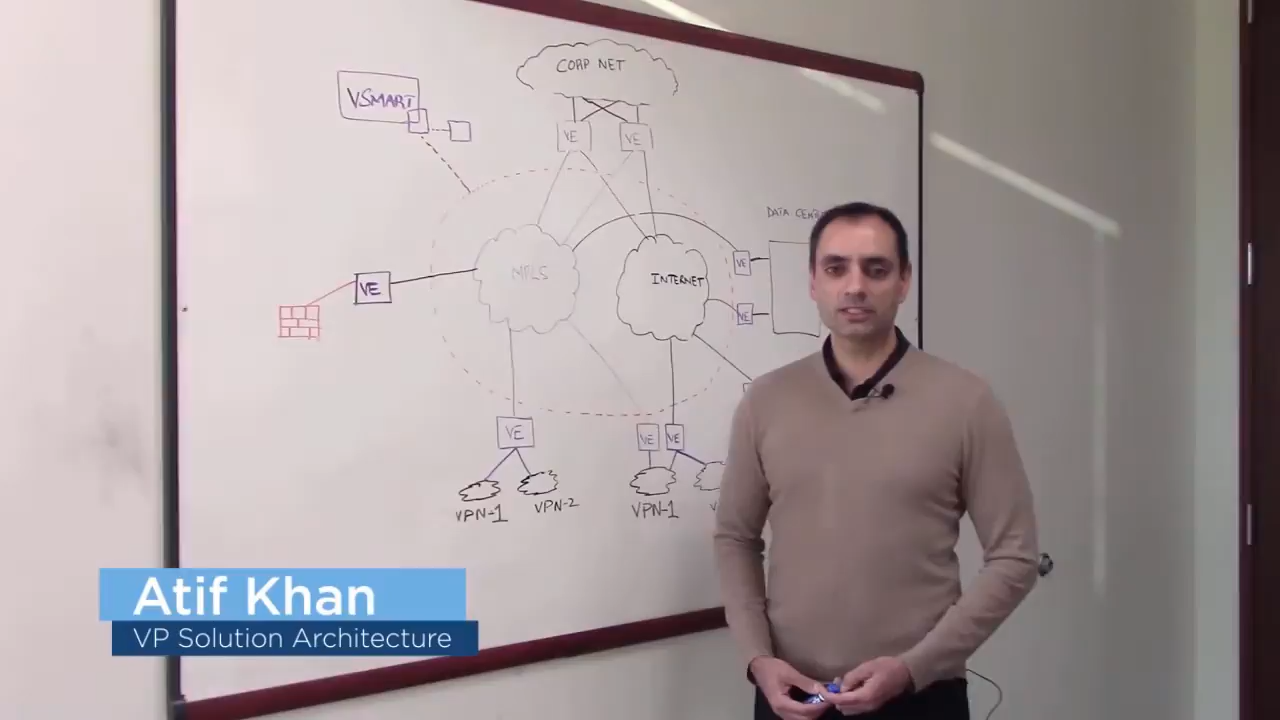 CORP NET
VSMART
VE
VE
DATA
VE
MPLS
INTERNET
VE
VE
VE
VE
VE
VPN-1
VPN-2
VPN-1
Atif Khan
VP Solution Architecture